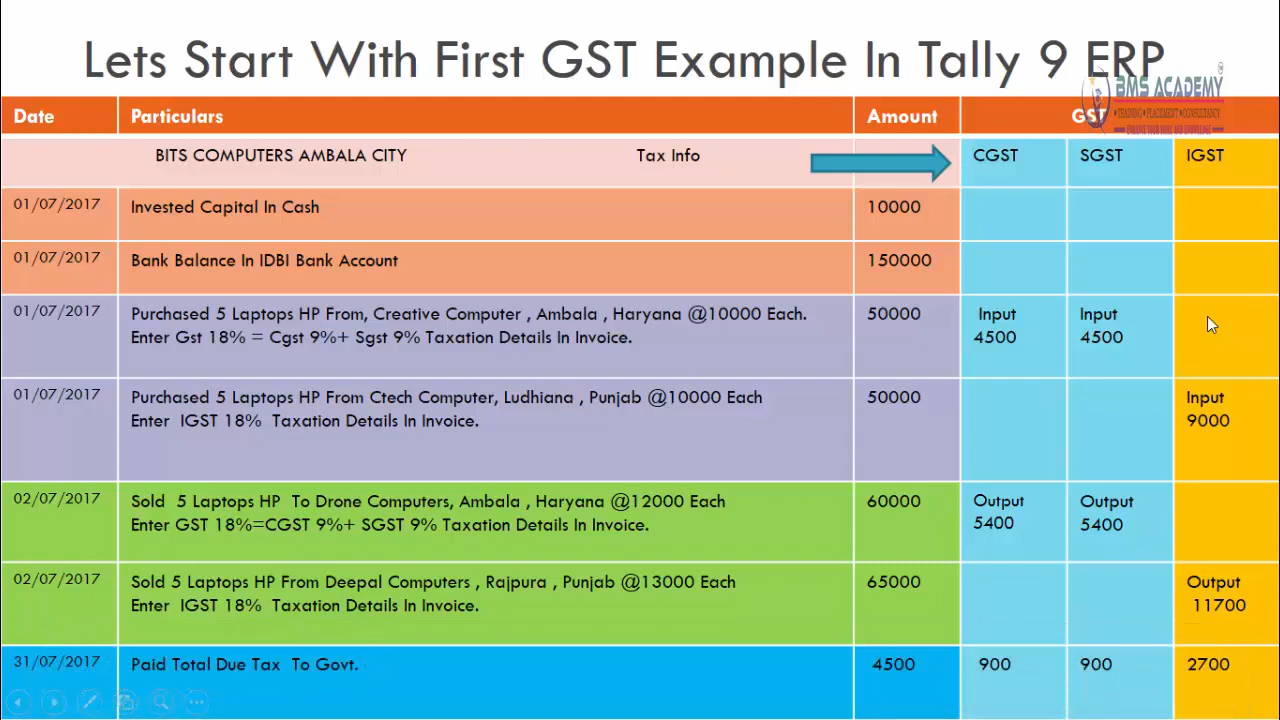 Lets Start With First GST Example In Tally 9 ERP
BMS ACADEMY
TRAINING PLACEMENT CONSULTANCY
Date Particulars Amount GST
BITS COMPUTERS AMBALA CITY Tax Info CGST SGST IGST
01/07/2017 Invested Capital In Cash 10000
01/07/2017 Bank Balance In IDBI Bank Account 150000
01/07/2017 Purchased 5 Laptops HP From, Creative Computer , Ambala , Haryana @10000 Each. 50000 Input Input
Enter Gst 18% = Cgst 9%+ Sgst 9% Taxation Details In Invoice. 4500 4500
01/07/2017 Purchased 5 Laptops HP From Ctech Computer, Ludhiana , Punjab @10000 Each 50000 Input
Enter IGST 18% Taxation Details In Invoice. 9000
02/07/2017 Sold 5 Laptops HP To Drone Computers, Ambala , Haryana @12000 Each 60000 Output Output
Enter GST 18%=CGST 9%+ SGST 9% Taxation Details In Invoice. 5400 5400
02/07/2017 Sold 5 Laptops HP From Deepal Computers , Rajpura , Punjab @13000 Each 65000 Output
Enter IGST 18% Taxation Details In Invoice. 11700
31/07/2017 Paid Total Due Tax To Govt. 4500 900 900 2700